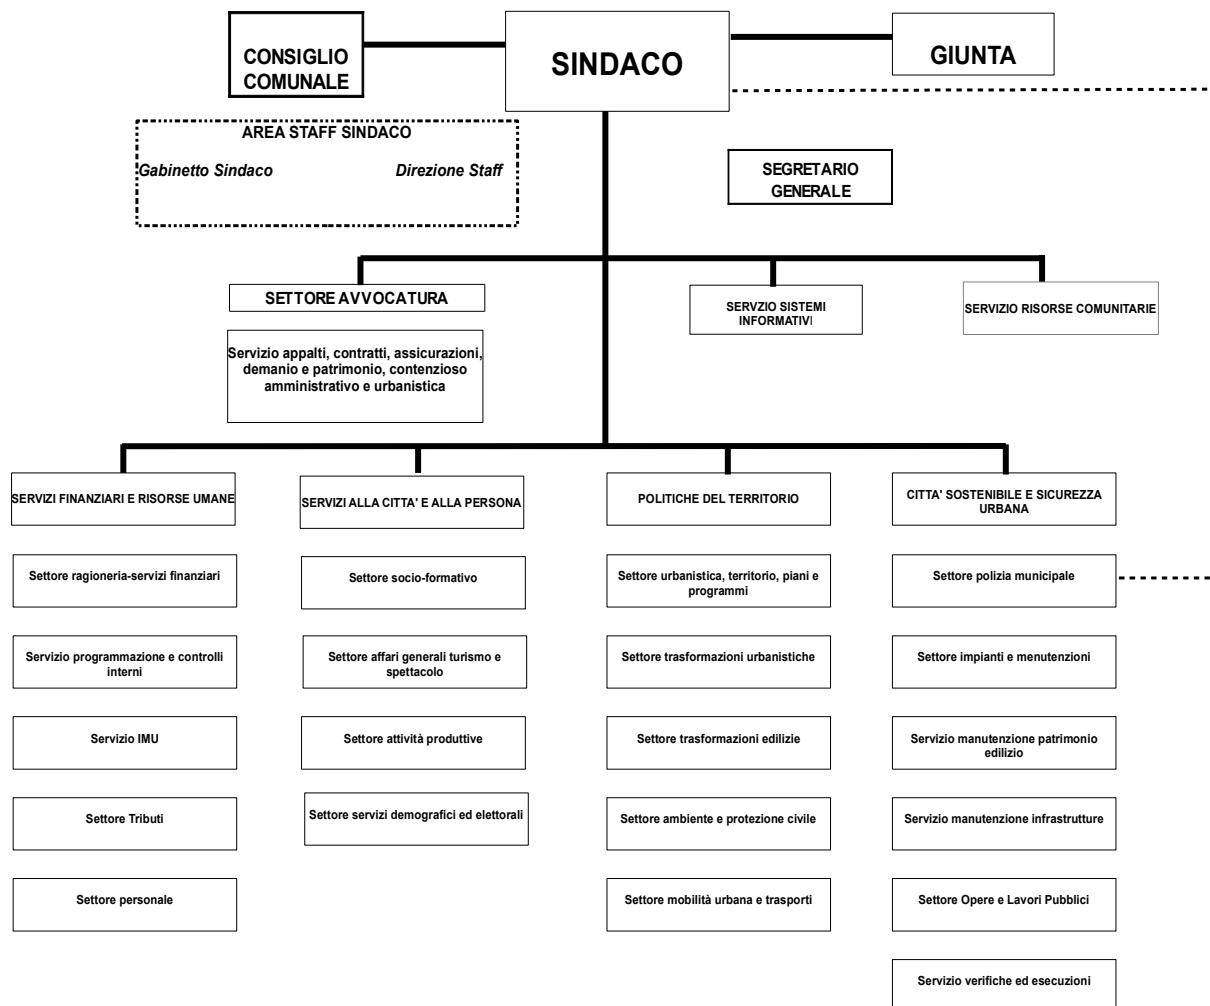 CONSIGLIO
COMUNALE
SINDACO
GIUNTA
AREA STAFF SINDACO
Gabinetto Sindaco
Direzione Staff
SEGRETARIO
GENERALE
SETTORE AVVOCATURA
SERVZIO SISTEMI
INFORMATIVI
SERVIZIO RISORSE COMUNITARIE
Servizio appalti, contratti, assicurazioni,
demanio e patrimonio, contenzioso
amministrativo e urbanistica
SERVIZI FINANZIARI E RISORSE UMANE
SERVIZI ALLA CITTA' E ALLA PERSONA
POLITICHE DEL TERRITORIO
CITTA' SOSTENIBILE E SICUREZZA
URBANA
Settore ragioneria-servizi finanziari
Settore socio-formativo
Settore urbanistica, territorio, piani e
programmi
Settore polizia municipale
Servizio programmazione e controlli
interni
Settore affari generali turismo e
spettacolo
Settore trasformazioni urbanistiche
Settore impianti e menutenzioni
Servizio IMU
Settore attività produttive
Settore trasformazioni edilizie
Servizio manutenzione patrimonio
edilizio
Settore Tributi
Settore servizi demografici ed elettorali
Settore ambiente e protezione civile
Servizio manutenzione infrastrutture
Settore personale
Settore mobilità urbana e trasporti
Settore Opere e Lavori Pubblici
Servizio verifiche ed esecuzioni